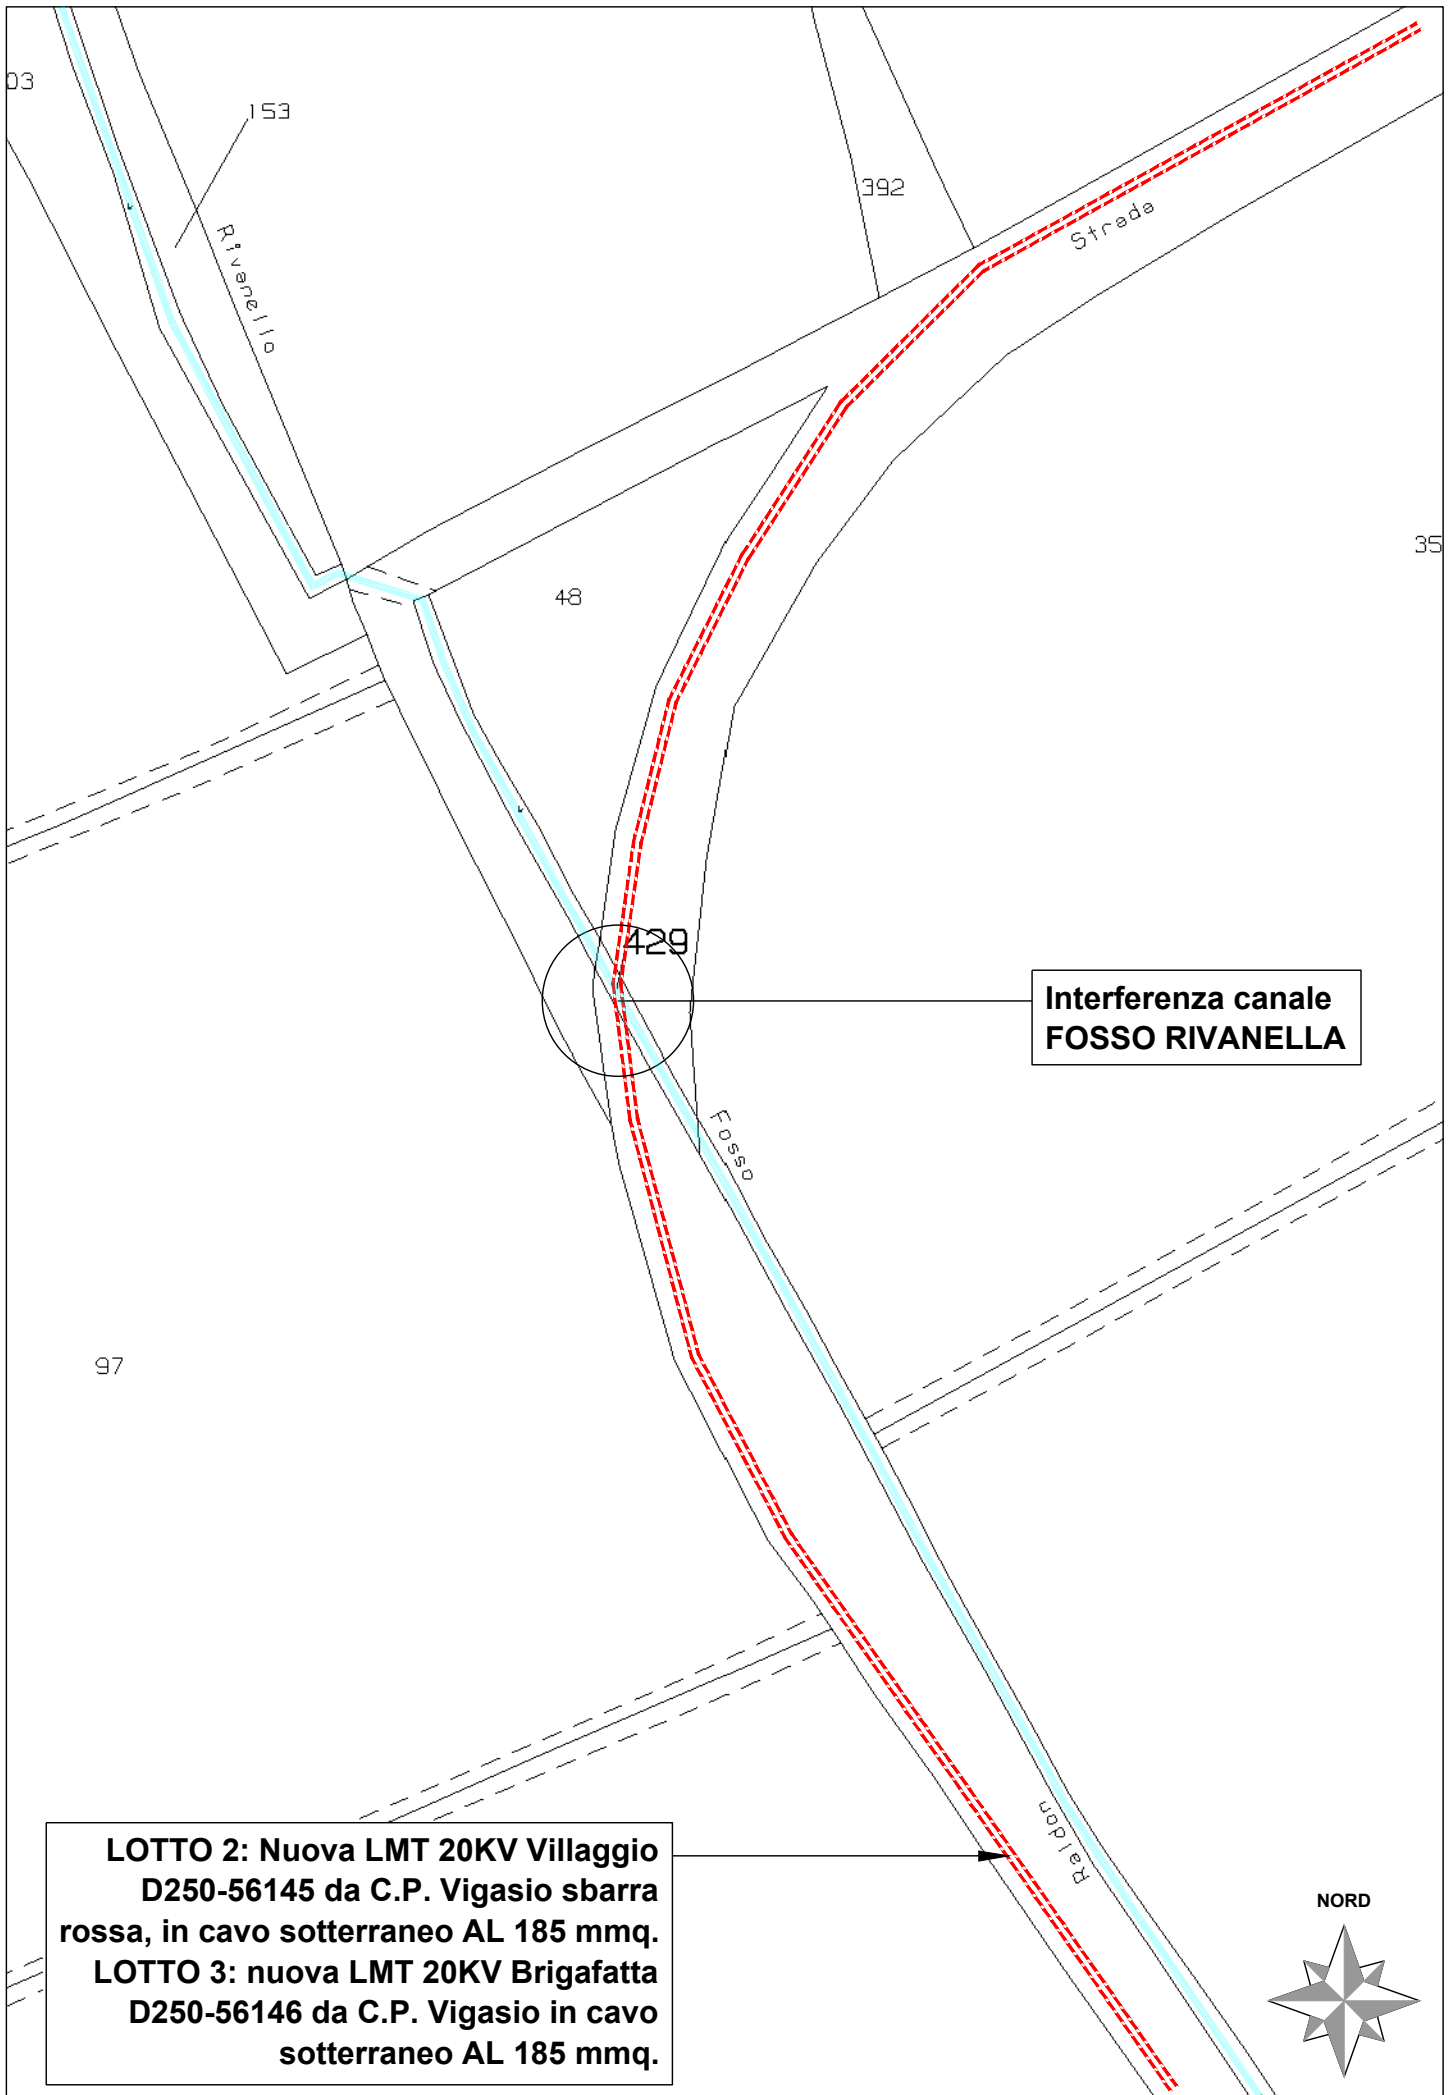 03
153
Rivanello
392
Strada
35
48
429
Interferenza canale
FOSSO RIVANELLA
Fosso
97
Raldon
LOTTO 2: Nuova LMT 20KV Villaggio
D250-56145 da C.P. Vigasio sbarra
rossa, in cavo sotterraneo AL 185 mmq.
LOTTO 3: nuova LMT 20KV Brigafatta
D250-56146 da C.P. Vigasio in cavo
sotterraneo AL 185 mmq.
NORD